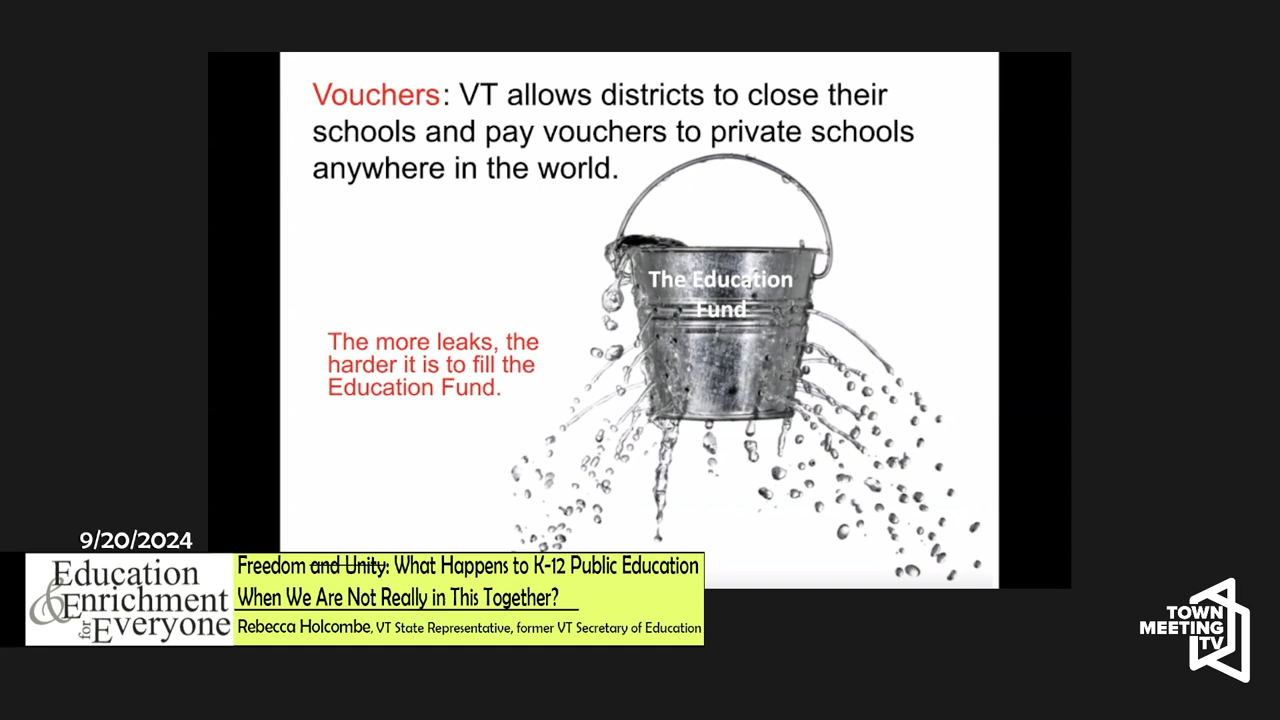 Vouchers: VT allows districts to close their
schools and pay vouchers to private schools
anywhere in the world.
The Education
Fund
The more leaks, the
harder it is to fill the
Education Fund.
9/20/2024
Education
& Enrichment
for Everyone
Freedom and Unity: What Happens to K-12 Public Education
When We Are Not Really in This Together?
Rebecca Holcombe, VT State Representative, former VT Secretary of Education
TOWN
MEETING
TV